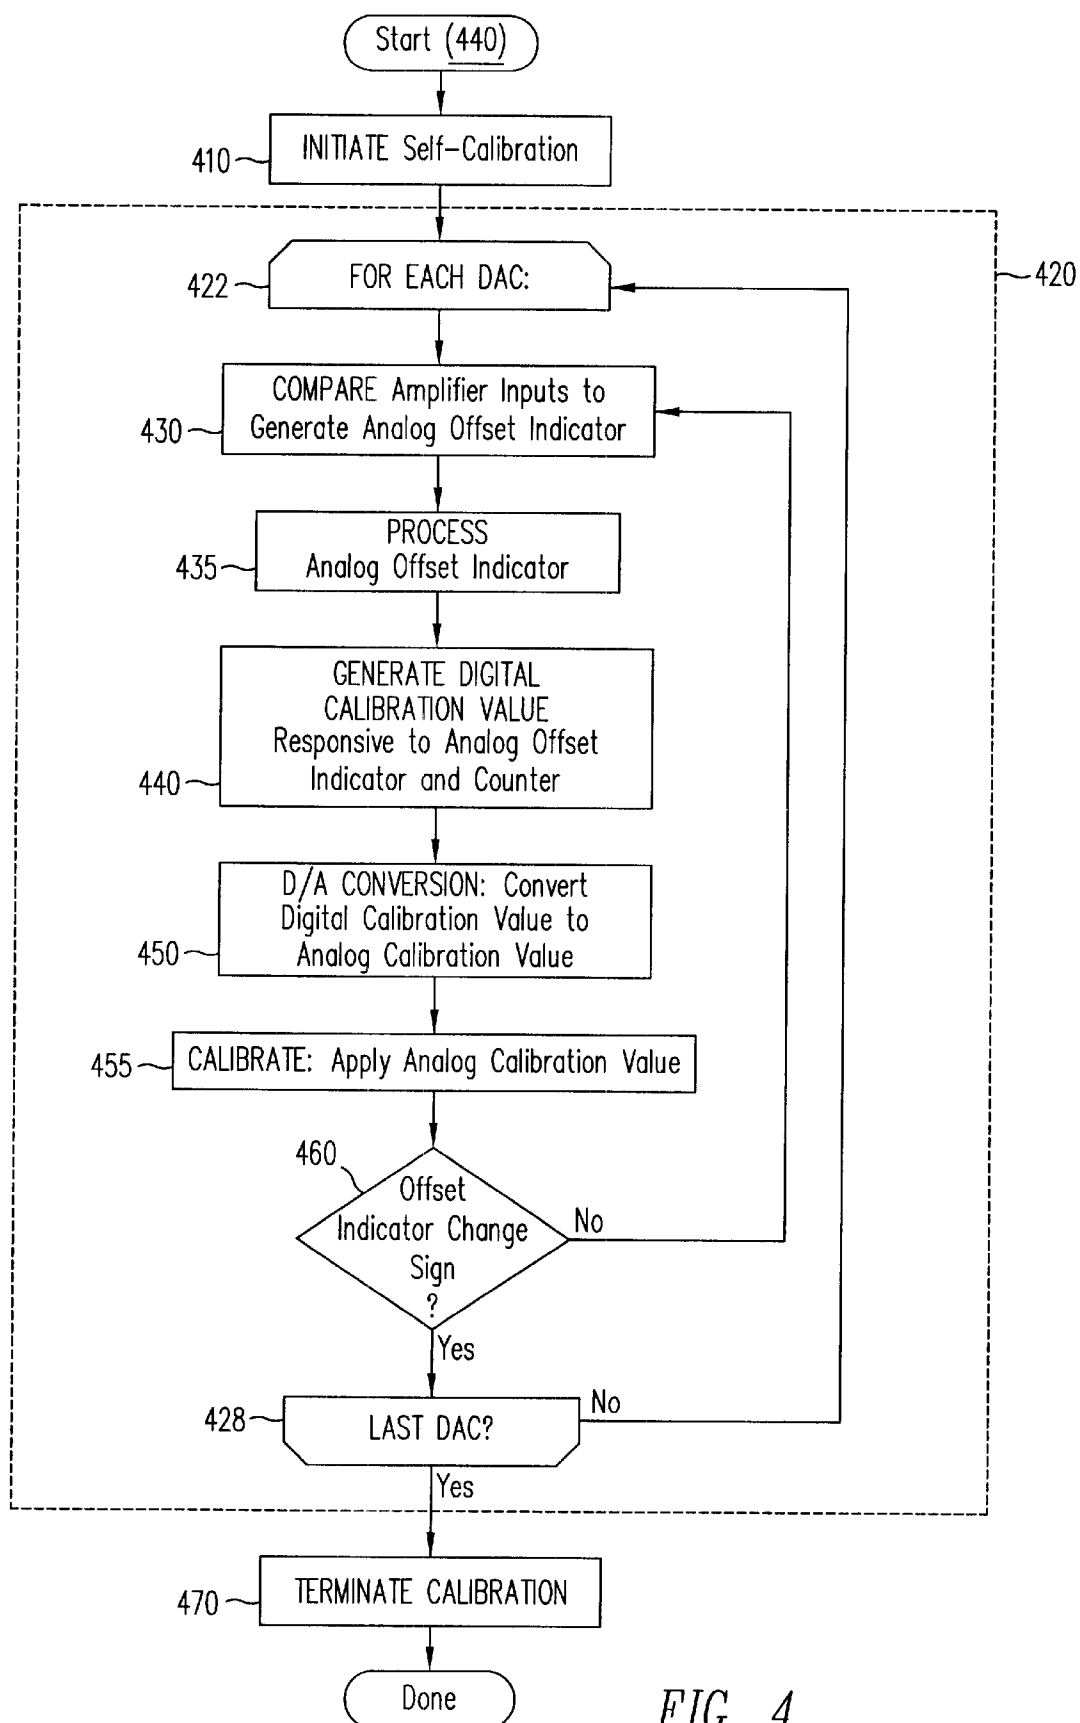 Start (440)
INITIATE Self-Calibration
410
420
FOR EACH DAC:
422
COMPARE Amplifier Inputs to
Generate Analog Offset Indicator
430
PROCESS
Analog Offset Indicator
435
GENERATE DIGITAL
CALIBRATION VALUE
Responsive to Analog Offset
Indicator and Counter
440
D/A CONVERSION: Convert
Digital Calibration Value to
Analog Calibration Value
450
CALIBRATE: Apply Analog Calibration Value
455
460
Offset
Indicator Change
Sign
?
No
Yes
428
LAST DAC?
No
Yes
TERMINATE CALIBRATION
470
Done
FIG. 4